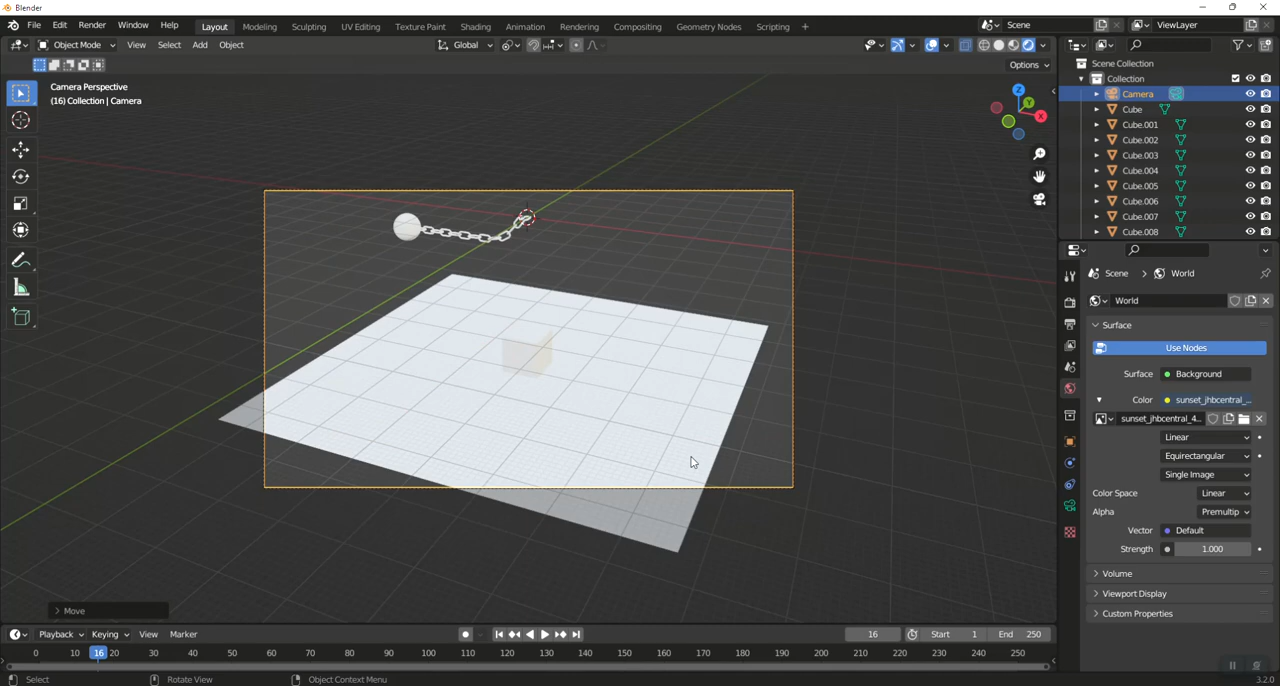 Blender
File Edit Render Window Help Layout Modeling Sculpting UV Editing Texture Paint Shading Animation Rendering Compositing Geometry Nodes Scripting + Scene ViewLayer
Object Mode View Select Add Object Global
Options
Camera Perspective
(16) Collection | Camera
Z
Y
X
Scene Collection
Collection
Camera
Cube
Cube.001
Cube.002
Cube.003
Cube.004
Cube.005
Cube.006
Cube.007
Cube.008
Scene World
World
Surface
Use Nodes
Surface Background
Color sunset_jhbcentral_...
sunset_jhbcentral_4...
Linear
Equirectangular
Single Image
Color Space Linear
Alpha Premultip
Vector Default
Strength 1.000
Volume
Viewport Display
Custom Properties
Move
Playback Keying View Marker 16 Start 1 End 250
0 10 16 20 30 40 50 60 70 80 90 100 110 120 130 140 150 160 170 180 190 200 210 220 230 240 250
Select Rotate View Object Context Menu 3.2.0